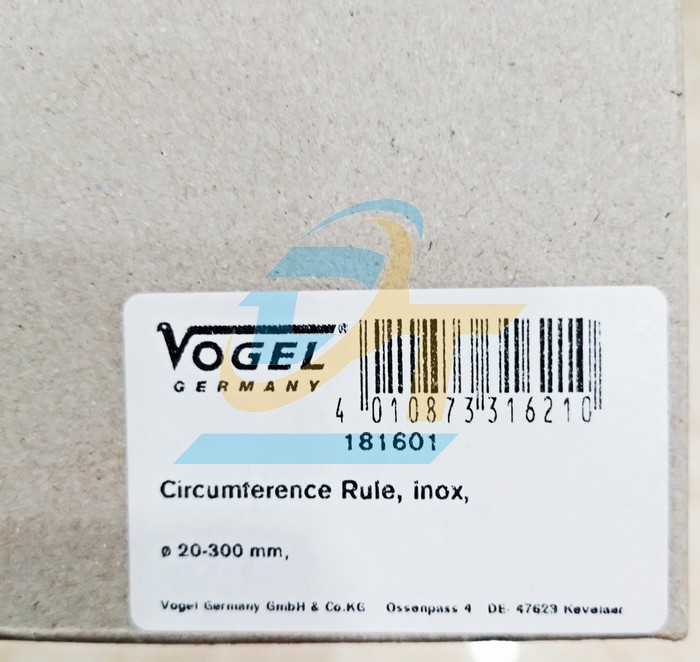 VOGEL®
GERMANY
4 010873 316210
181601
Circumference Rule, inox,
ø 20-300 mm,
Vogel Germany GmbH & Co.KG Ossenpass 4 DE- 47623 Kevelaer